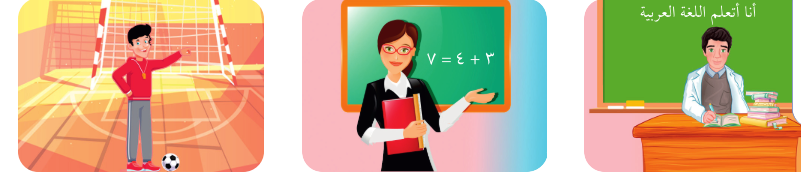 ٣ + ٤ = ٧
أنا أتعلم اللغة العربية